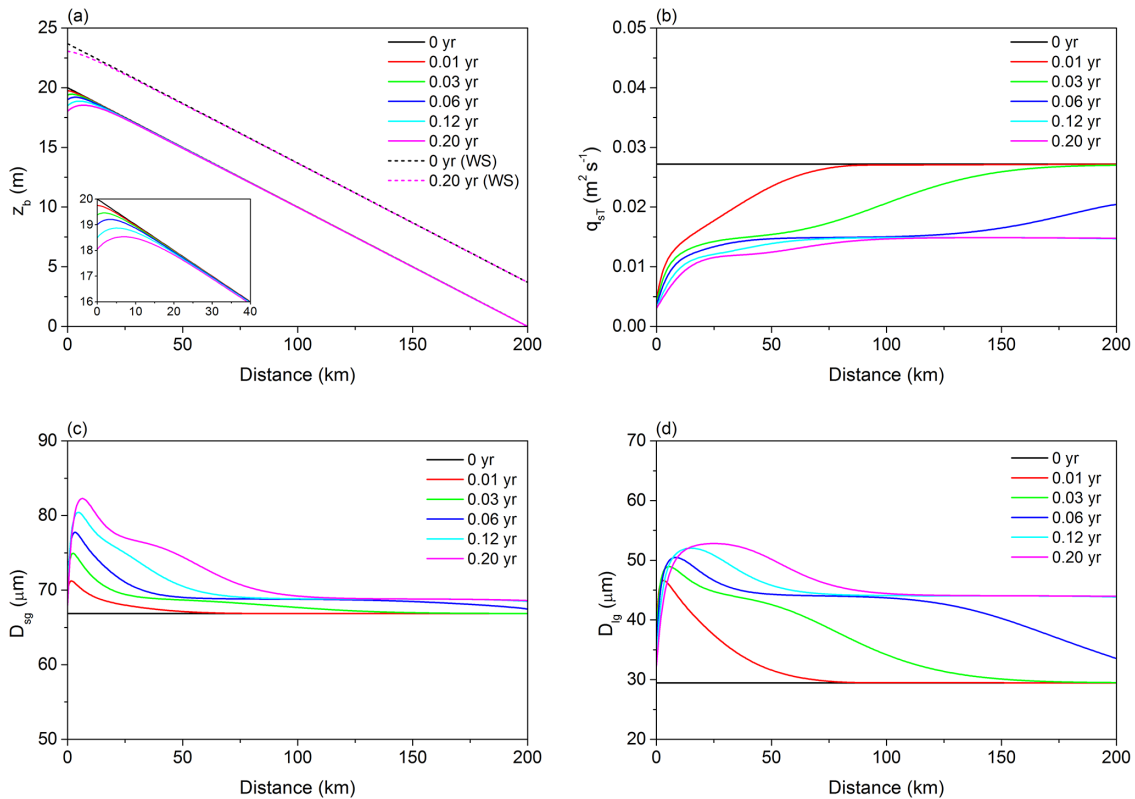 (a)
z_b (m)
25
20
15
10
5
0
0 yr
0.01 yr
0.03 yr
0.06 yr
0.12 yr
0.20 yr
0 yr (WS)
0.20 yr (WS)
20
19
18
17
16
0 10 20 30 40
0 50 100 150 200
Distance (km)
(b)
q_sT (m² s⁻¹)
0.05
0.04
0.03
0.02
0.01
0.00
0 yr
0.01 yr
0.03 yr
0.06 yr
0.12 yr
0.20 yr
0 50 100 150 200
Distance (km)
(c)
D_sg (μm)
90
80
70
60
50
0 yr
0.01 yr
0.03 yr
0.06 yr
0.12 yr
0.20 yr
0 50 100 150 200
Distance (km)
(d)
D_lg (μm)
70
60
50
40
30
20
0 yr
0.01 yr
0.03 yr
0.06 yr
0.12 yr
0.20 yr
0 50 100 150 200
Distance (km)